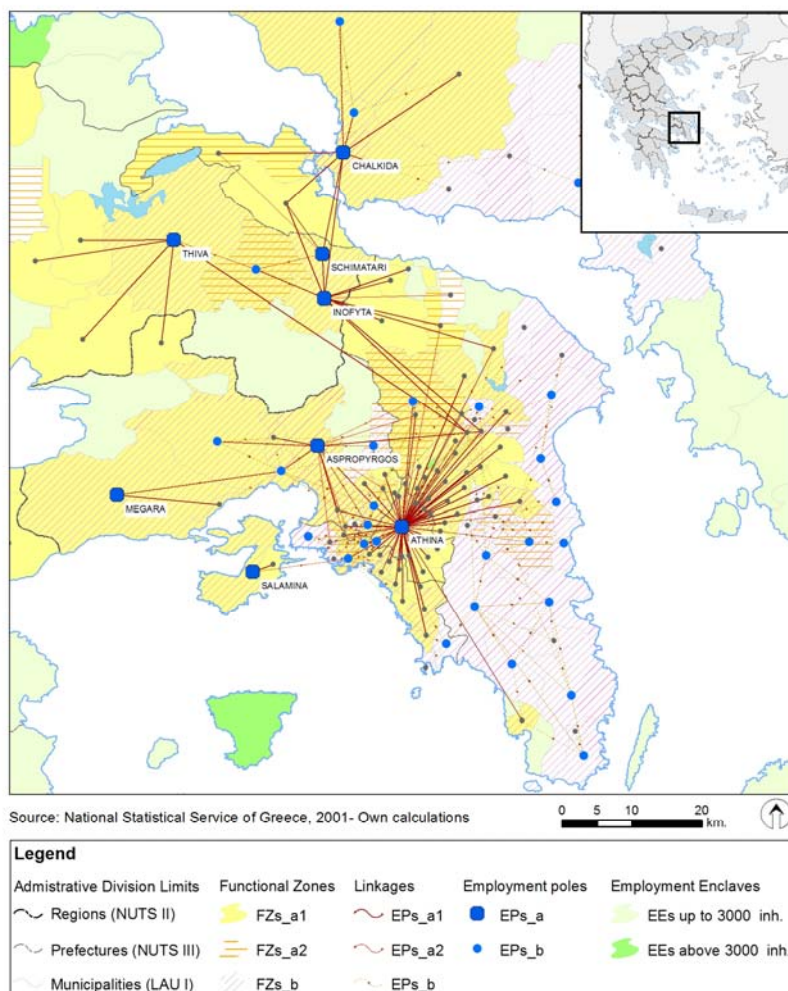 CHALKIDA
THIVA
SCHIMATARI
INOFYTA
ASPROPYRGOS
MEGARA
ATHINA
SALAMINA
Source: National Statistical Service of Greece, 2001- Own calculations
0 5 10 20
km.
Legend
Admistrative Division Limits Functional Zones Linkages Employment poles Employment Enclaves
Regions (NUTS II) FZs_a1 EPs_a1 EPs_a EEs up to 3000 inh.
Prefectures (NUTS III) FZs_a2 EPs_a2 EPs_b EEs above 3000 inh.
Municipalities (LAU I) FZs_b EPs_b